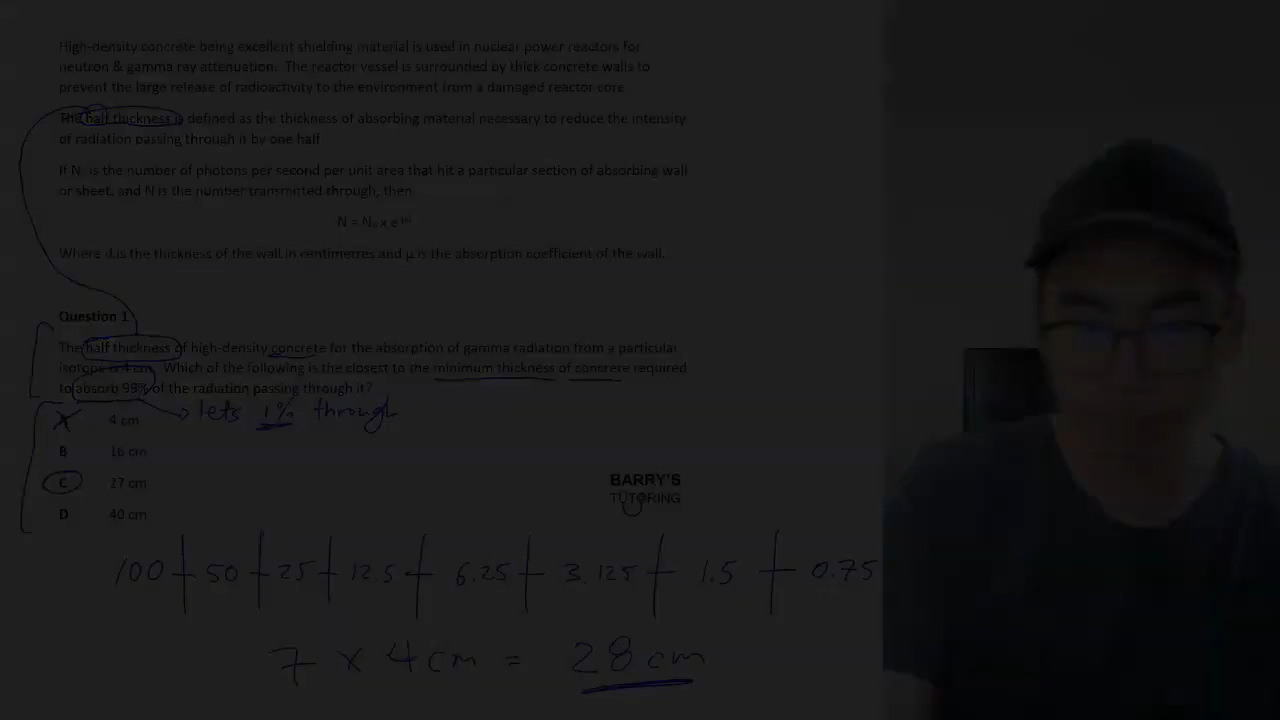 High-density concrete being excellent shielding material is used in nuclear power reactors for
neutron & gamma ray attenuation. The reactor vessel is surrounded by thick concrete walls to
prevent the large release of radioactivity to the environment from a damaged reactor core.
The half thickness is defined as the thickness of absorbing material necessary to reduce the intensity
of radiation passing through it by one half
If N₀ is the number of photons per second per unit area that hit a particular section of absorbing wall
or sheet, and N is the number transmitted through, then
N = N₀ x e
Where d is the thickness of the wall in centimetres and μ is the absorption coefficient of the wall.
Question 1
The half thickness of high-density concrete for the absorption of gamma radiation from a particular
isotope is 4 cm. Which of the following is the closest to the minimum thickness of concrete required
to absorb 99% of the radiation passing through it?
lets 1% through
4 cm
B 16 cm
C 27 cm
D 40 cm
BARRY'S
TUTORING
100 50 25 12.5 6.25 3.125 1.5 0.75
7 x 4 cm = 28 cm